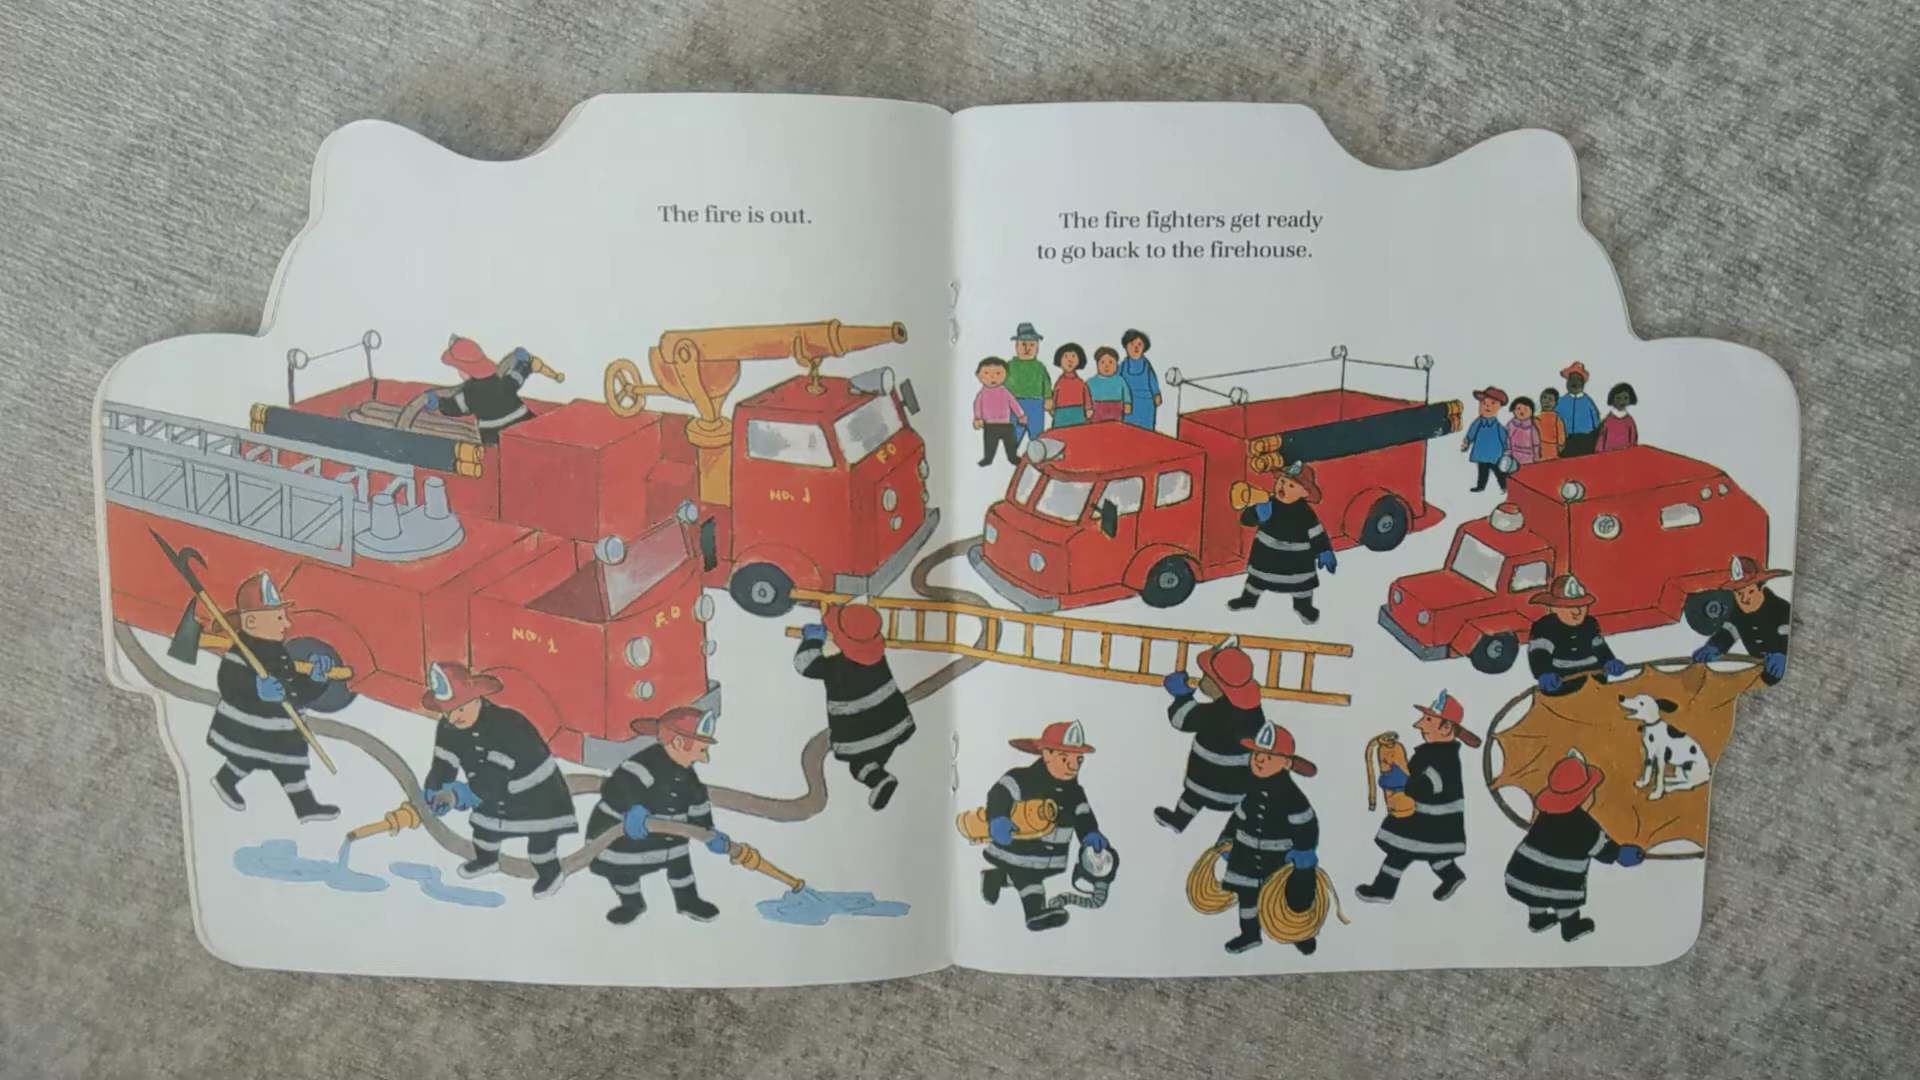 The fire is out.
The fire fighters get ready
to go back to the firehouse.
NO. 1
F.D
NO. 1
F.D